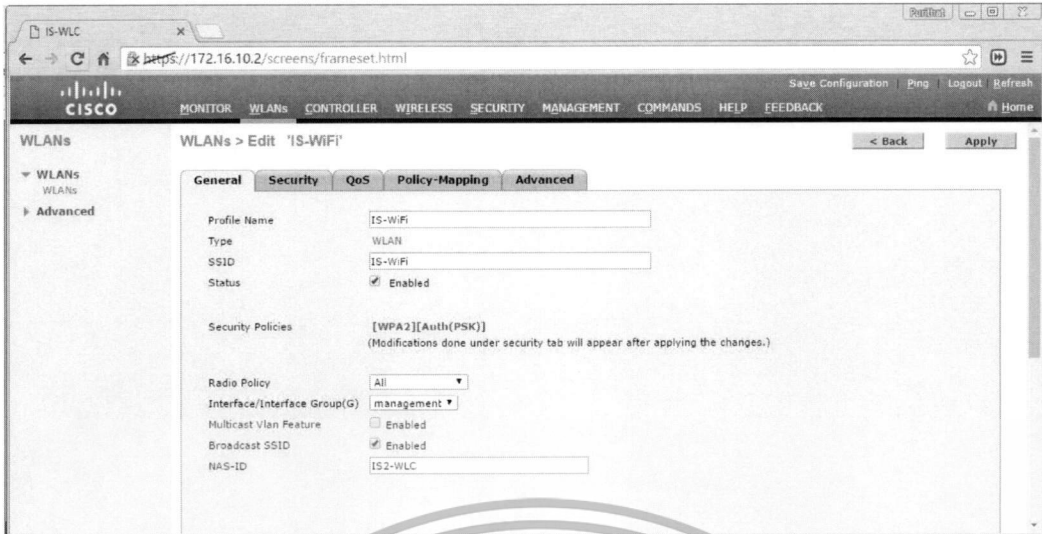 Purithat
IS-WLC
https://172.16.10.2/screens/frameset.html
Save Configuration | Ping | Logout | Refresh
CISCO
MONITOR WLANs CONTROLLER WIRELESS SECURITY MANAGEMENT COMMANDS HELP FEEDBACK
Home
WLANs
WLANs > Edit 'IS-WiFi'
< Back
Apply
WLANs
WLANs
Advanced
General Security QoS Policy-Mapping Advanced
Profile Name IS-WiFi
Type WLAN
SSID IS-WiFi
Status Enabled
Security Policies [WPA2][Auth(PSK)]
(Modifications done under security tab will appear after applying the changes.)
Radio Policy All
Interface/Interface Group(G) management
Multicast Vlan Feature Enabled
Broadcast SSID Enabled
NAS-ID IS2-WLC